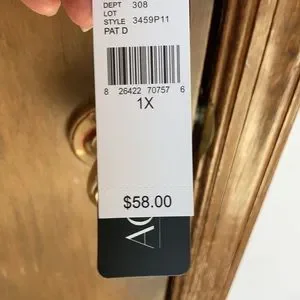 DEPT 308
LOT
STYLE 3459P11
PAT D
8 26422 70757 6
1X
$58.00